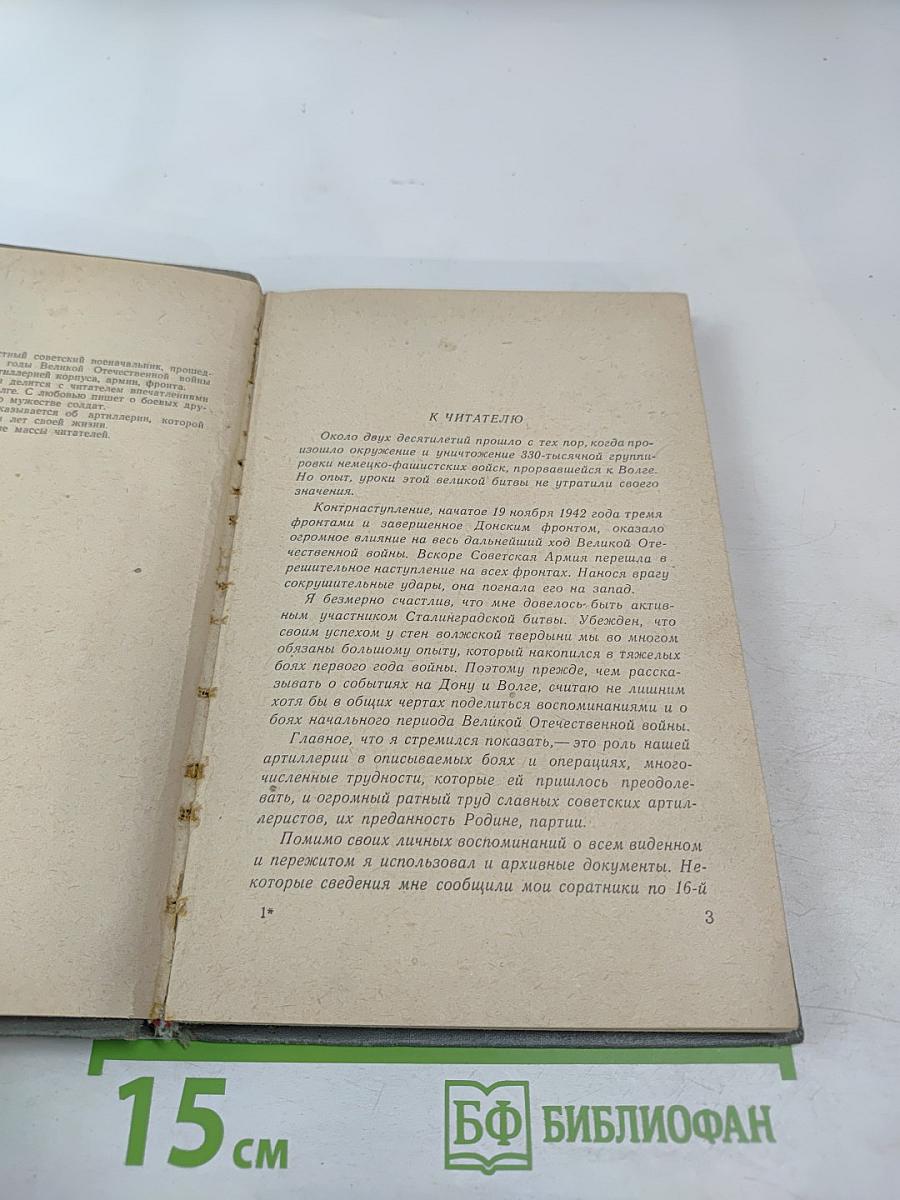 стный советский военачальник, прошед-
годы Великой Отечественной войны
тиллерией корпуса, армии, фронта.
делится с читателем впечатлениями
лге. С любовью пишет о боевых дру-
о мужестве солдат.
казывается об артиллерии, которой
лет своей жизни.
ие массы читателей.
К ЧИТАТЕЛЮ
Около двух десятилетий прошло с тех пор, когда про-
изошло окружение и уничтожение 330-тысячной группи-
ровки немецко-фашистских войск, прорвавшейся к Волге.
Но опыт, уроки этой великой битвы не утратили своего
значения.
Контрнаступление, начатое 19 ноября 1942 года тремя
фронтами и завершенное Донским фронтом, оказало
огромное влияние на весь дальнейший ход Великой Оте-
чественной войны. Вскоре Советская Армия перешла в
решительное наступление на всех фронтах. Нанося врагу
сокрушительные удары, она погнала его на запад.
Я безмерно счастлив, что мне довелось быть актив-
ным участником Сталинградской битвы. Убежден, что
своим успехом у стен волжской твердыни мы во многом
обязаны большому опыту, который накопился в тяжелых
боях первого года войны. Поэтому прежде, чем расска-
зывать о событиях на Дону и Волге, считаю не лишним
хотя бы в общих чертах поделиться воспоминаниями и о
боях начального периода Великой Отечественной войны.
Главное, что я стремился показать,— это роль нашей
артиллерии в описываемых боях и операциях, много-
численные трудности, которые ей пришлось преодоле-
вать, и огромный ратный труд славных советских артил-
леристов, их преданность Родине, партии.
Помимо своих личных воспоминаний о всем виденном
и пережитом я использовал и архивные документы. Не-
которые сведения мне сообщили мои соратники по 16-й
1*
3
15 см
БФ БИБЛИОФАН